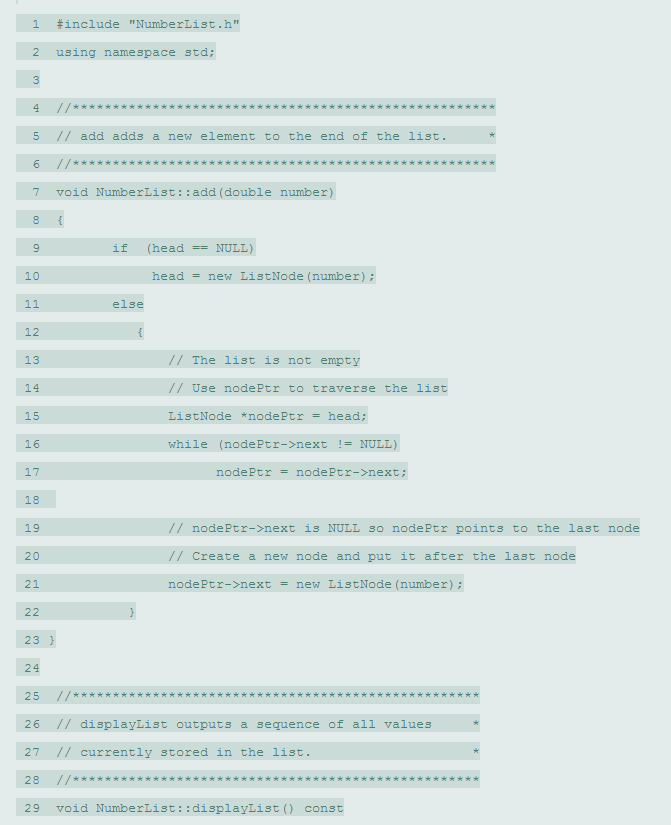 1 #include "NumberList.h"
2 using namespace std;
3
4 //*****************************************************
5 // add adds a new element to the end of the list.     *
6 //*****************************************************
7 void NumberList::add(double number)
8 {
9        if  (head == NULL)
10             head = new ListNode(number);
11        else
12           {
13               // The list is not empty
14               // Use nodePtr to traverse the list
15               ListNode *nodePtr = head;
16               while (nodePtr->next != NULL)
17                     nodePtr = nodePtr->next;
18
19               // nodePtr->next is NULL so nodePtr points to the last node
20               // Create a new node and put it after the last node
21               nodePtr->next = new ListNode(number);
22          }
23 }
24
25 //***************************************************
26 // displayList outputs a sequence of all values     *
27 // currently stored in the list.                    *
28 //***************************************************
29 void NumberList::displayList() const